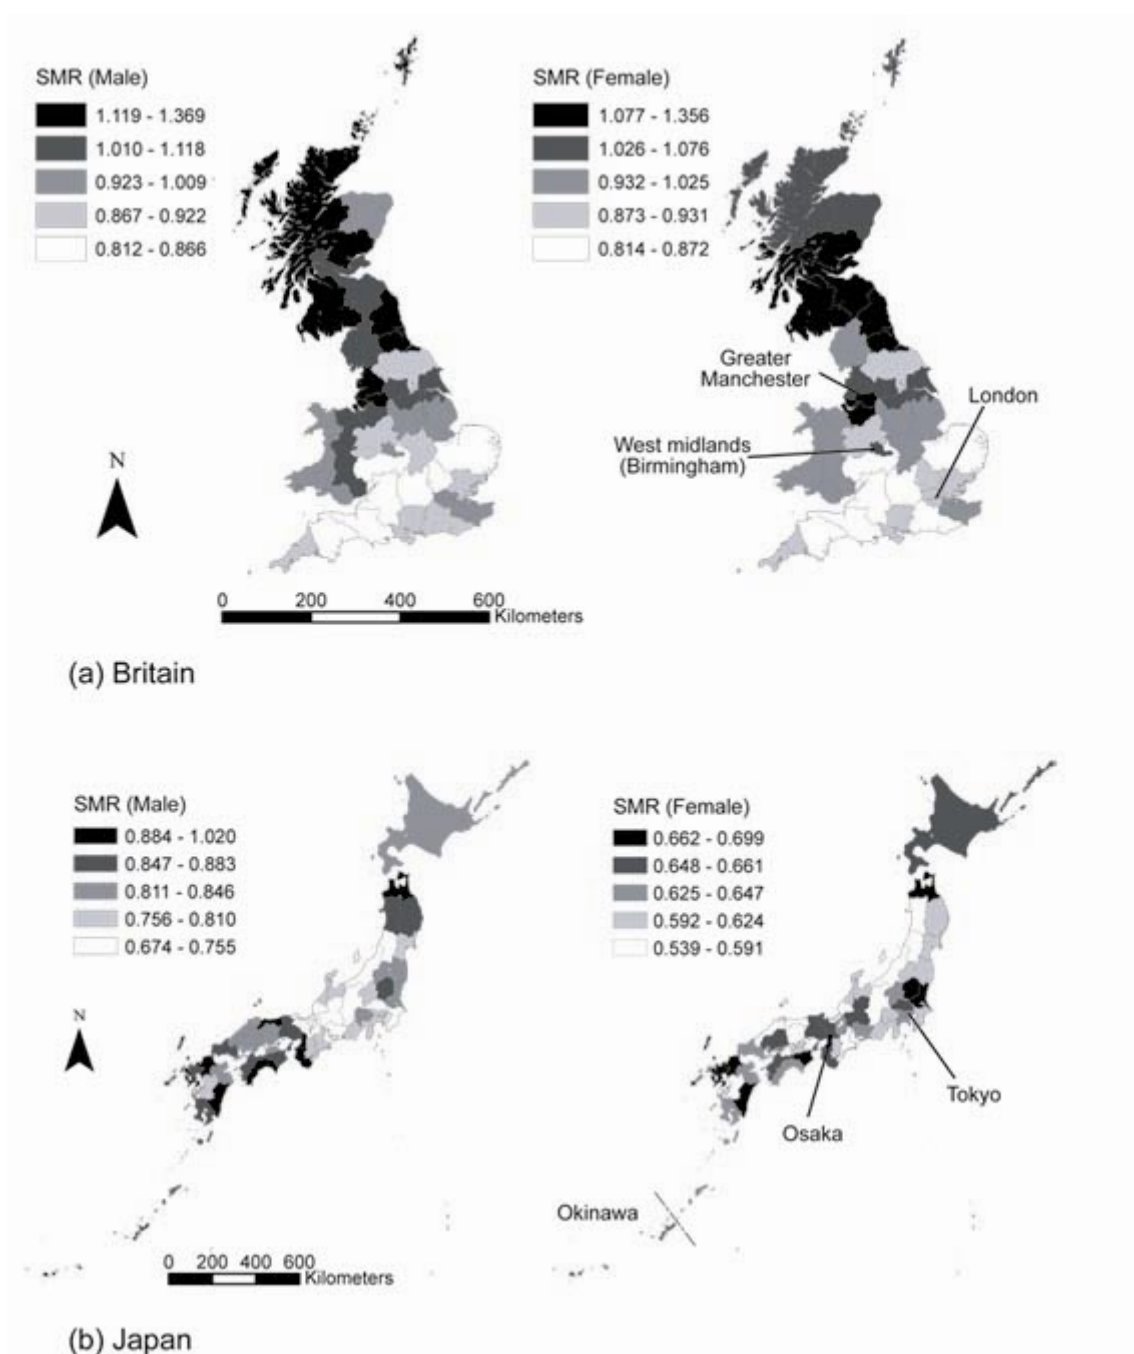 SMR (Male)
1.119 - 1.369
1.010 - 1.118
0.923 - 1.009
0.867 - 0.922
0.812 - 0.866
SMR (Female)
1.077 - 1.356
1.026 - 1.076
0.932 - 1.025
0.873 - 0.931
0.814 - 0.872
Greater
Manchester
London
West midlands
(Birmingham)
N
0 200 400 600
Kilometers
(a) Britain
SMR (Male)
0.884 - 1.020
0.847 - 0.883
0.811 - 0.846
0.756 - 0.810
0.674 - 0.755
SMR (Female)
0.662 - 0.699
0.648 - 0.661
0.625 - 0.647
0.592 - 0.624
0.539 - 0.591
N
Tokyo
Osaka
Okinawa
0 200 400 600
Kilometers
(b) Japan